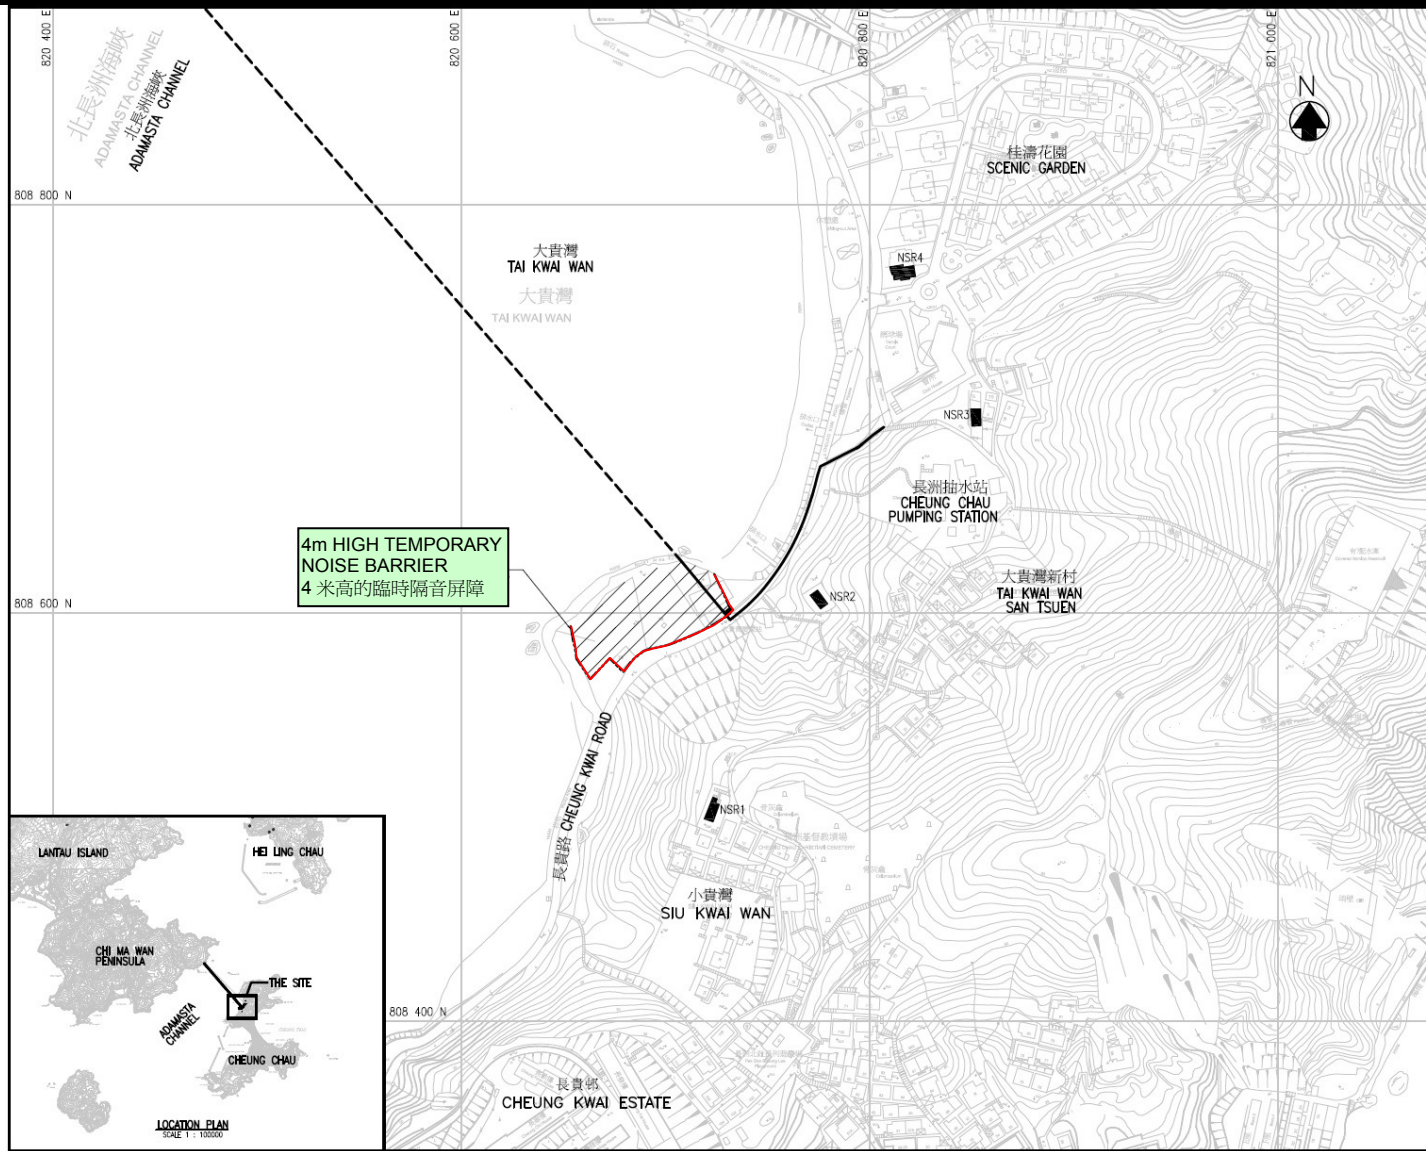 820 400 E
820 600 E
820 800 E
821 000 E
北長洲海峽
ADAMASTA CHANNEL
北長洲海峽
ADAMASTA CHANNEL
N
桂濤花園
SCENIC GARDEN
808 800 N
大貴灣
TAI KWAI WAN
大貴灣
TAI KWAI WAN
NSR4
NSR3
長洲抽水站
CHEUNG CHAU
PUMPING STATION
4m HIGH TEMPORARY
NOISE BARRIER
4 米高的臨時隔音屏障
大貴灣新村
TAI KWAI WAN
SAN TSUEN
NSR2
808 600 N
長貴路 CHEUNG KWAI ROAD
NSR1
小貴灣
SIU KWAI WAN
LANTAU ISLAND
HEI LING CHAU
CHI MA WAN
PENINSULA
THE SITE
ADAMASTA
CHANNEL
CHEUNG CHAU
LOCATION PLAN
SCALE 1 : 100000
808 400 N
長貴邨
CHEUNG KWAI ESTATE